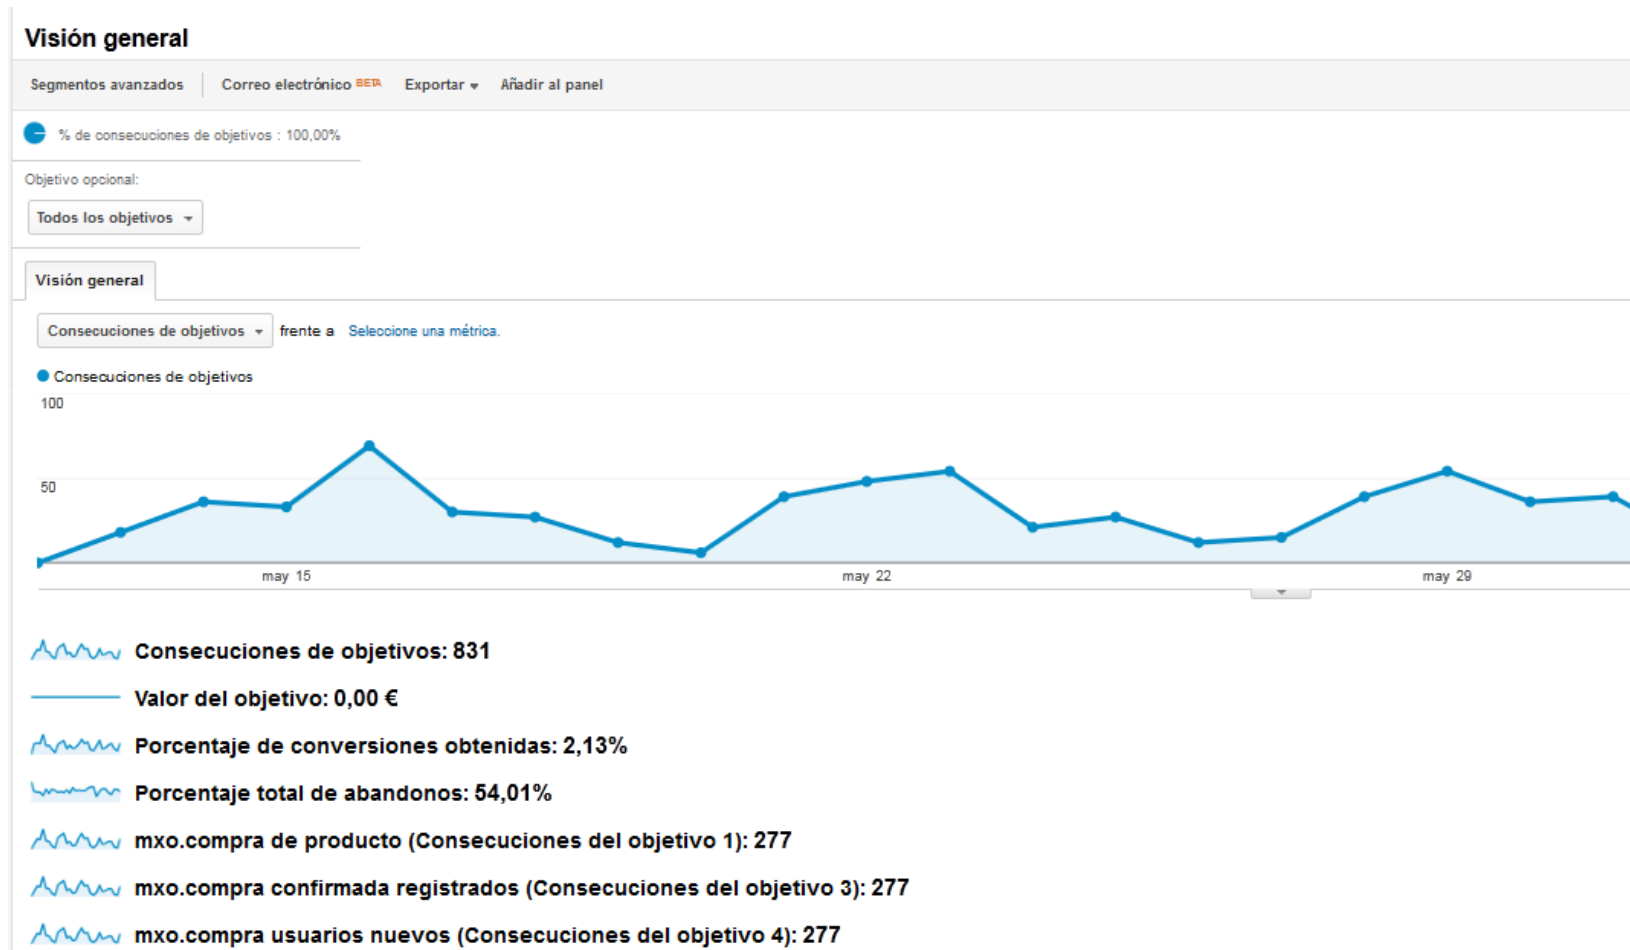 Visión general
Segmentos avanzados Correo electrónico BETA Exportar Añadir al panel
% de consecuciones de objetivos : 100,00%
Objetivo opcional:
Todos los objetivos
Visión general
Consecuciones de objetivos frente a Seleccione una métrica.
Consecuciones de objetivos
100
50
may 15 may 22 may 29
Consecuciones de objetivos: 831
Valor del objetivo: 0,00 €
Porcentaje de conversiones obtenidas: 2,13%
Porcentaje total de abandonos: 54,01%
mxo.compra de producto (Consecuciones del objetivo 1): 277
mxo.compra confirmada registrados (Consecuciones del objetivo 3): 277
mxo.compra usuarios nuevos (Consecuciones del objetivo 4): 277